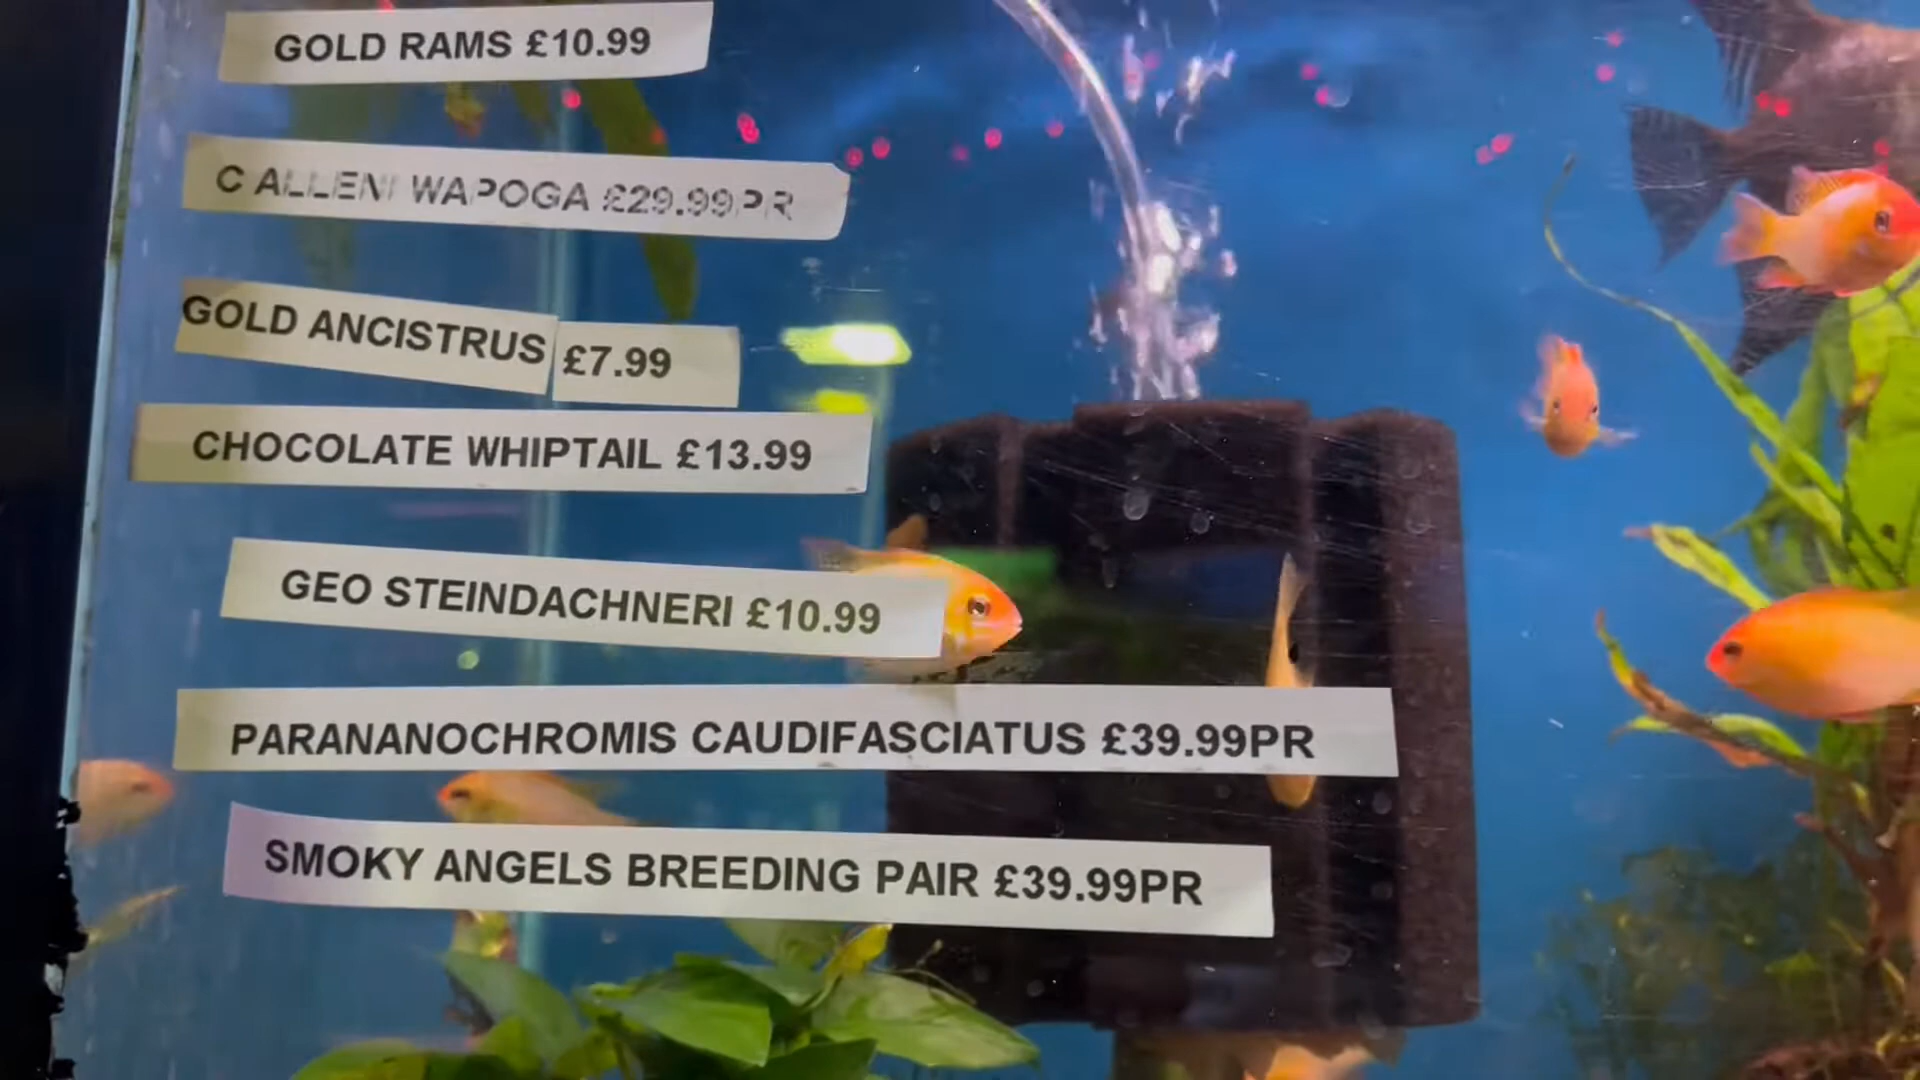 GOLD RAMS £10.99
C ALLENI WAPOGA £29.99PR
GOLD ANCISTRUS £7.99
CHOCOLATE WHIPTAIL £13.99
GEO STEINDACHNERI £10.99
PARANANOCHROMIS CAUDIFASCIATUS £39.99PR
SMOKY ANGELS BREEDING PAIR £39.99PR